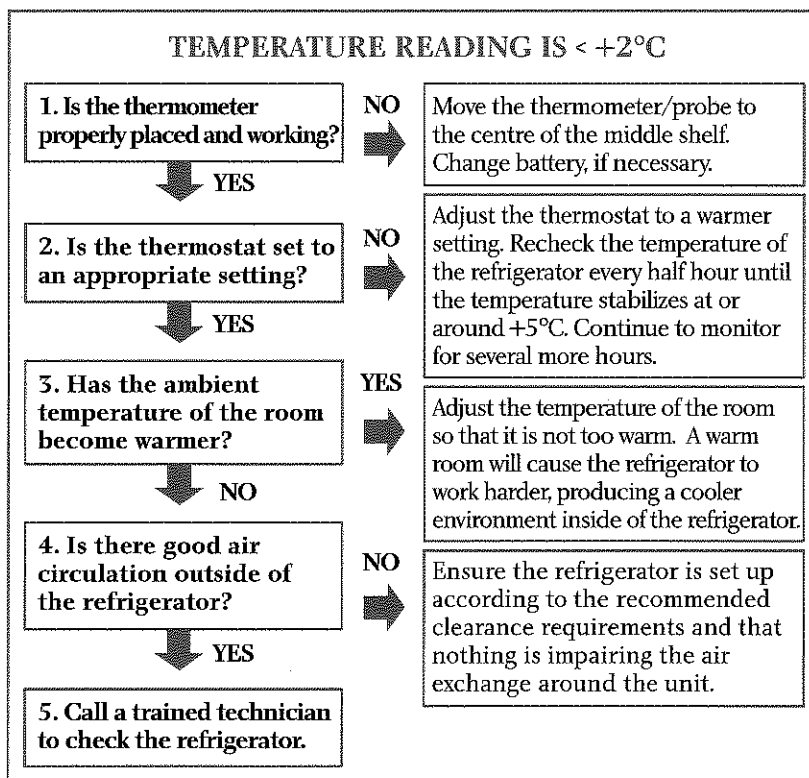 TEMPERATURE READING IS < +2°C
1. Is the thermometer
properly placed and working?
NO
Move the thermometer/probe to
the centre of the middle shelf.
Change battery, if necessary.
YES
2. Is the thermostat set to
an appropriate setting?
NO
Adjust the thermostat to a warmer
setting. Recheck the temperature of
the refrigerator every half hour until
the temperature stabilizes at or
around +5°C. Continue to monitor
for several more hours.
YES
3. Has the ambient
temperature of the room
become warmer?
YES
Adjust the temperature of the room
so that it is not too warm. A warm
room will cause the refrigerator to
work harder, producing a cooler
environment inside of the refrigerator.
NO
4. Is there good air
circulation outside of
the refrigerator?
NO
Ensure the refrigerator is set up
according to the recommended
clearance requirements and that
nothing is impairing the air
exchange around the unit.
YES
5. Call a trained technician
to check the refrigerator.